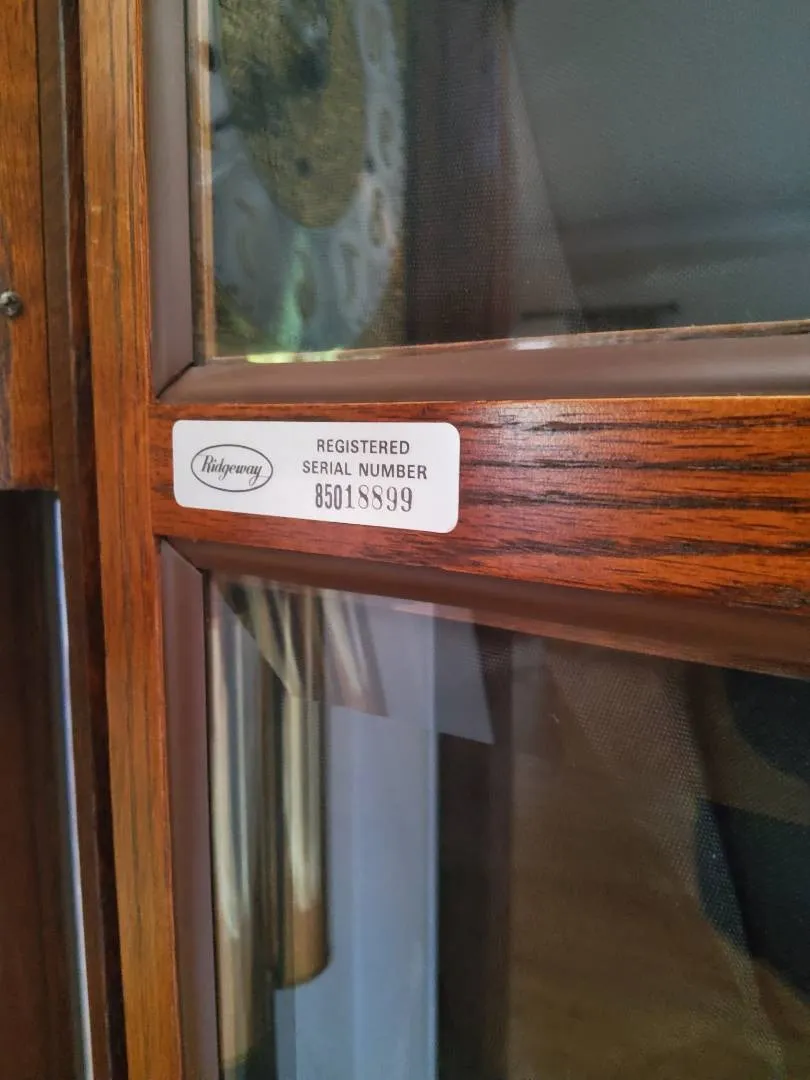 Ridgeway
REGISTERED
SERIAL NUMBER
85018899